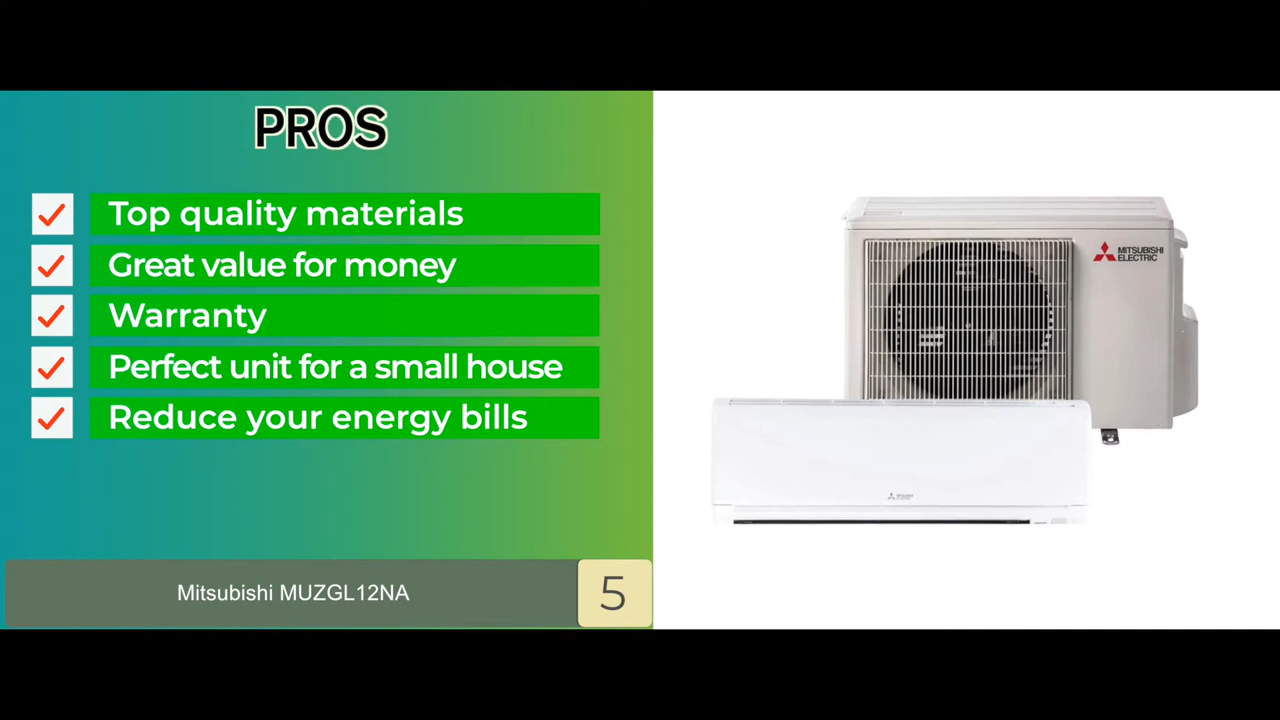 PROS
Top quality materials
Great value for money
Warranty
Perfect unit for a small house
Reduce your energy bills
Mitsubishi MUZGL12NA
5
MITSUBISHI
ELECTRIC